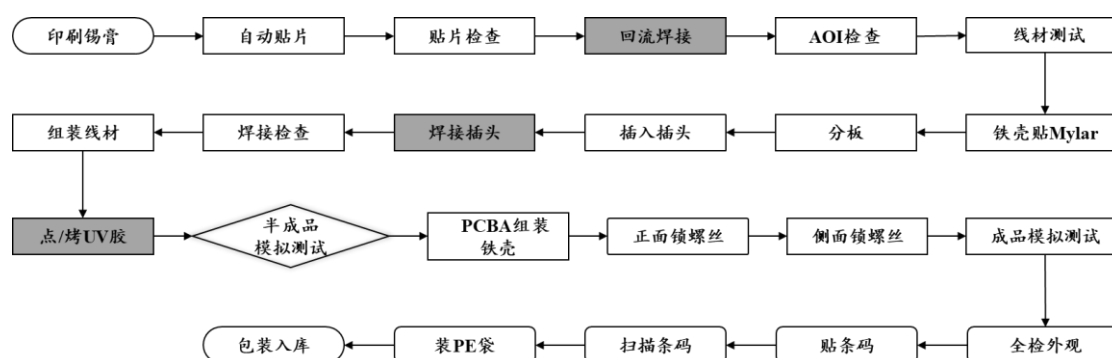 印刷锡膏
自动贴片
贴片检查
回流焊接
AOI检查
线材测试
铁壳贴Mylar
分板
插入插头
焊接插头
焊接检查
组装线材
点/烤UV胶
半成品
模拟测试
PCBA组装
铁壳
正面锁螺丝
侧面锁螺丝
成品模拟测试
全检外观
贴条码
扫描条码
装PE袋
包装入库